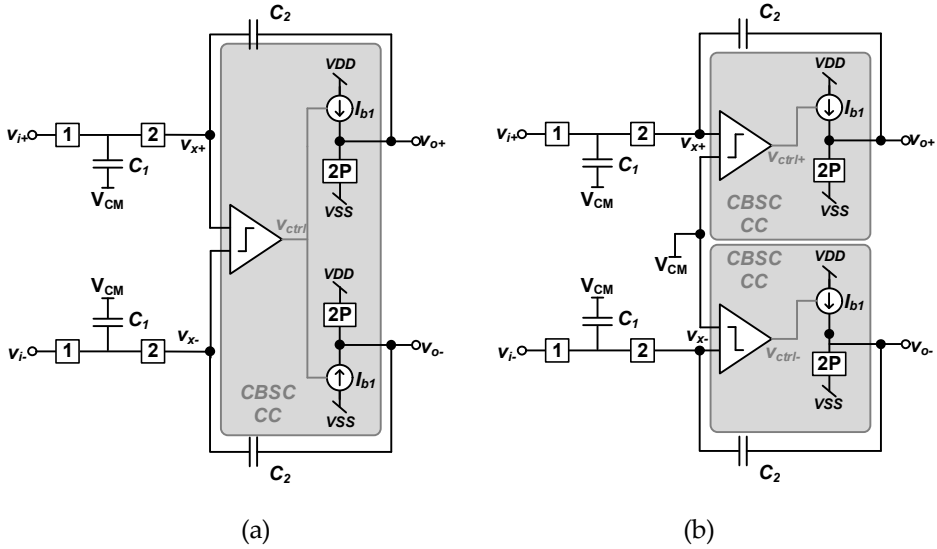 C2
VDD
Ib1
vi+
1
2
vx+
C1
VCM
2P
vo+
VSS
vctrl
VCM
C1
VDD
2P
vi-
1
2
vx-
vo-
Ib1
CBSC
CC
VSS
C2
(a)
C2
VDD
Ib1
vi+
1
2
vx+
C1
VCM
vctrl+
2P
vo+
VSS
CBSC
CC
VCM
CBSC
CC
VDD
VCM
C1
Ib1
vi-
1
2
vx-
vctrl-
2P
vo-
VSS
C2
(b)